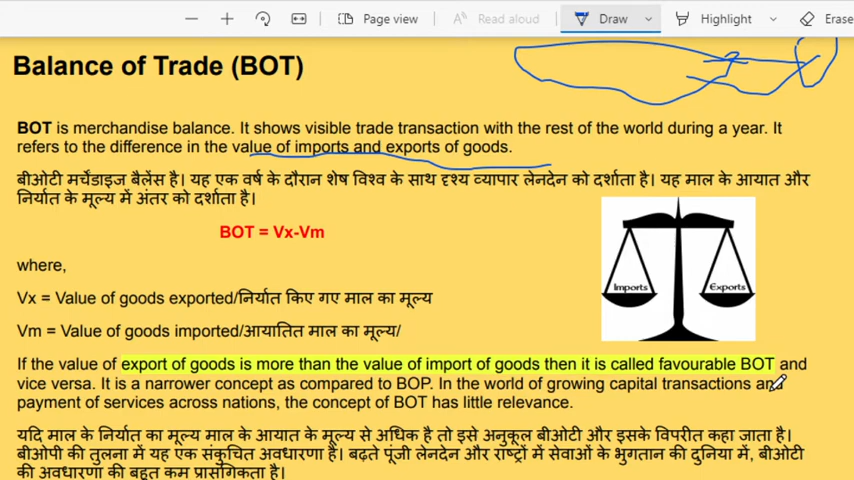 Page view
Read aloud
Draw
Highlight
Erase
Balance of Trade (BOT)
BOT is merchandise balance. It shows visible trade transaction with the rest of the world during a year. It
refers to the difference in the value of imports and exports of goods.
बीओटी मर्चेंडाइज बैलेंस है। यह एक वर्ष के दौरान शेष विश्व के साथ दृश्य व्यापार लेनदेन को दर्शाता है। यह माल के आयात और
निर्यात के मूल्य में अंतर को दर्शाता है।
BOT = Vx-Vm
where,
Imports Exports
Vx = Value of goods exported/निर्यात किए गए माल का मूल्य
Vm = Value of goods imported/आयातित माल का मूल्य/
If the value of export of goods is more than the value of import of goods then it is called favourable BOT and
vice versa. It is a narrower concept as compared to BOP. In the world of growing capital transactions and
payment of services across nations, the concept of BOT has little relevance.
यदि माल के निर्यात का मूल्य माल के आयात के मूल्य से अधिक है तो इसे अनुकूल बीओटी और इसके विपरीत कहा जाता है।
बीओपी की तुलना में यह एक संकुचित अवधारणा है। बढ़ते पूंजी लेनदेन और राष्ट्रों में सेवाओं के भुगतान की दुनिया में, बीओटी
की अवधारणा की बहुत कम प्रासंगिकता है।